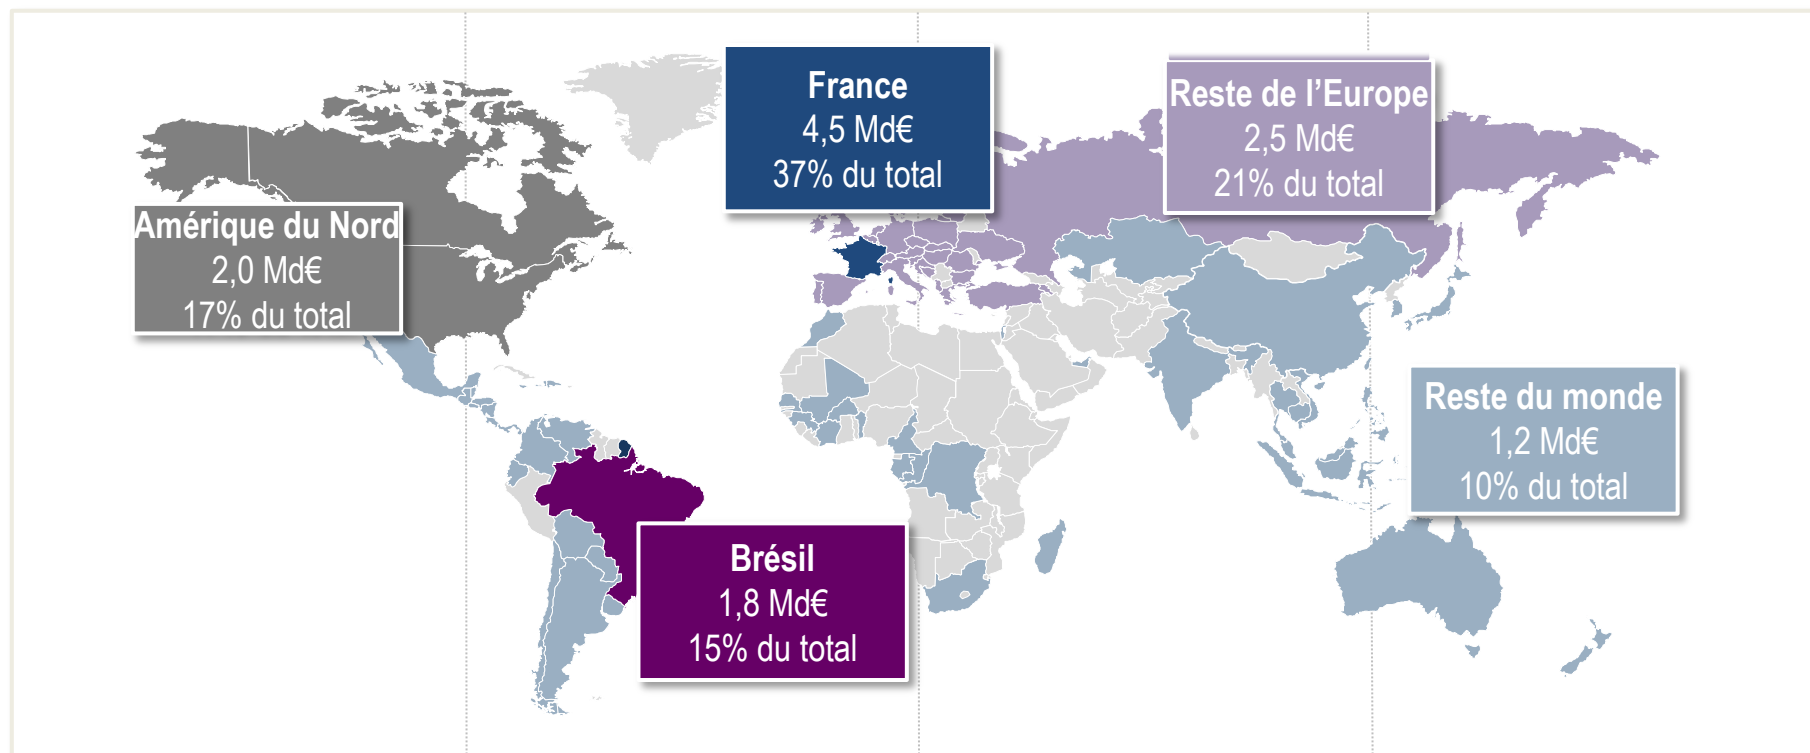 France
4,5 Md€
37% du total
Reste de l’Europe
2,5 Md€
21% du total
Amérique du Nord
2,0 Md€
17% du total
Reste du monde
1,2 Md€
10% du total
Brésil
1,8 Md€
15% du total